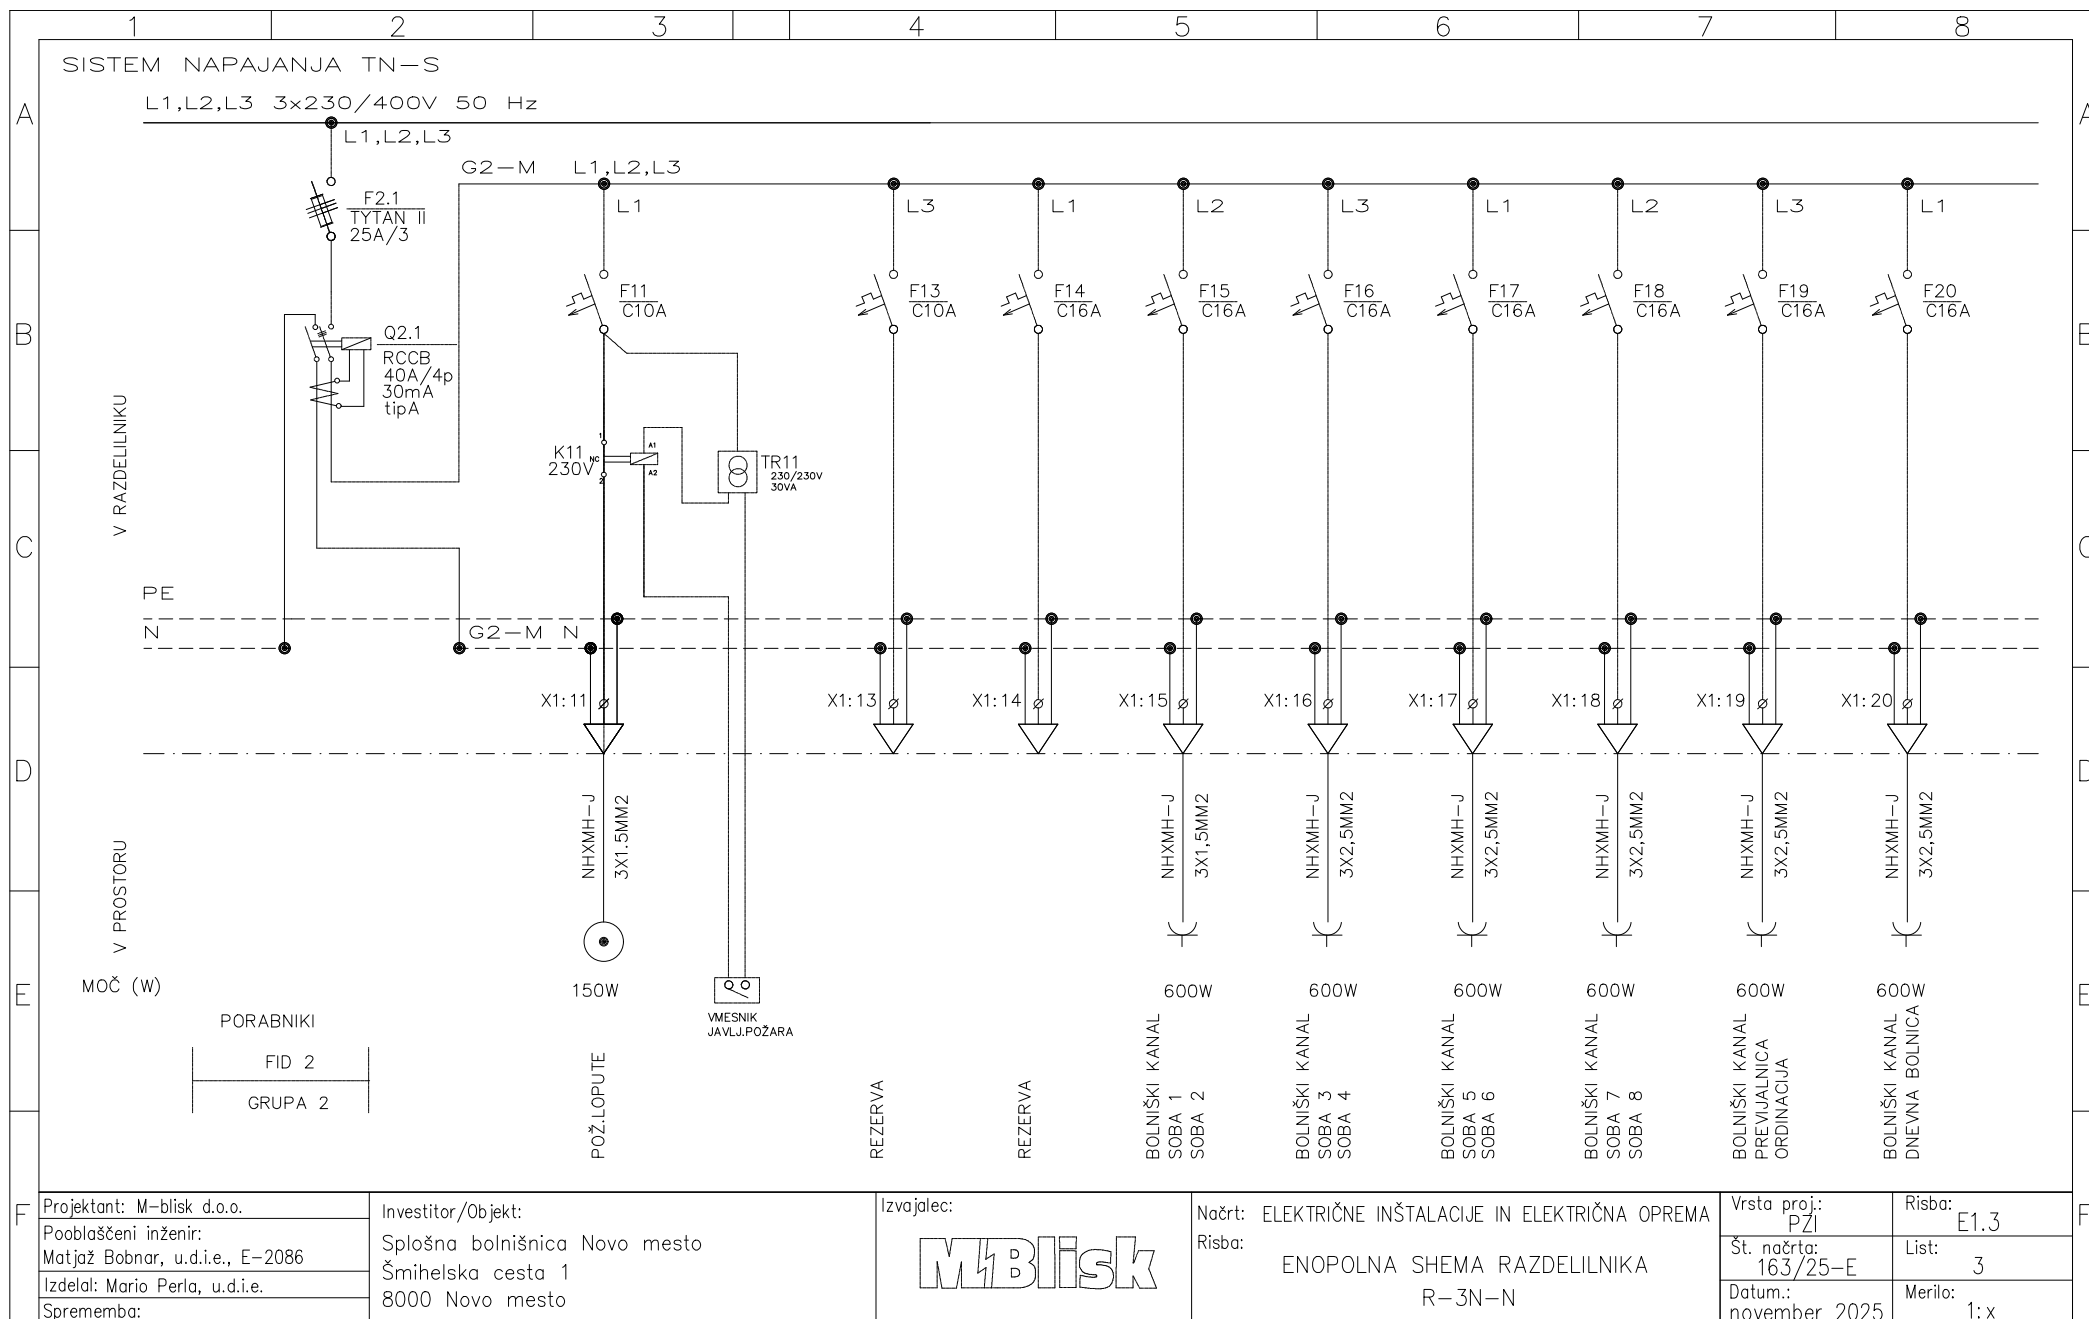 1 2 3 4 5 6 7 8
SISTEM NAPAJANJA TN-S
L1,L2,L3 3x230/400V 50 Hz
L1,L2,L3
G2-M L1,L2,L3
L1 L3 L1 L2 L3 L1 L2 L3 L1
A
A
F2.1
TYTAN II
25A/3
F11
C10A
F13
C10A
F14
C16A
F15
C16A
F16
C16A
F17
C16A
F18
C16A
F19
C16A
F20
C16A
B
B
Q2.1
RCCB
40A/4p
30mA
tipA
V RAZDELILNIKU
K11
230V
NC
1
2
A1
A2
TR11
230/230V
30VA
C
C
PE
N
G2-M N
X1:11 X1:13 X1:14 X1:15 X1:16 X1:17 X1:18 X1:19 X1:20
D
D
V PROSTORU
NHXMH-J
3X1.5MM2
NHXMH-J
3X1,5MM2
NHXMH-J
3X2,5MM2
NHXMH-J
3X2,5MM2
NHXMH-J
3X2,5MM2
NHXMH-J
3X2,5MM2
NHXMH-J
3X2,5MM2
E
E
MOČ (W)
150W 600W 600W 600W 600W 600W 600W
VMESNIK
JAVLJ.POŽARA
PORABNIKI
FID 2
GRUPA 2
POŽ.LOPUTE
REZERVA
REZERVA
BOLNIŠKI KANAL
SOBA 1
SOBA 2
BOLNIŠKI KANAL
SOBA 3
SOBA 4
BOLNIŠKI KANAL
SOBA 5
SOBA 6
BOLNIŠKI KANAL
SOBA 7
SOBA 8
BOLNIŠKI KANAL
PREVIJALNICA
ORDINACIJA
BOLNIŠKI KANAL
DNEVNA BOLNICA
F
F
Projektant: M-blisk d.o.o.
Pooblaščeni inženir:
Matjaž Bobnar, u.d.i.e., E-2086
Izdelal: Mario Perla, u.d.i.e.
Sprememba:
Investitor/Objekt:
Splošna bolnišnica Novo mesto
Šmihelska cesta 1
8000 Novo mesto
Izvajalec:
MBlisk
Načrt: ELEKTRIČNE INŠTALACIJE IN ELEKTRIČNA OPREMA
Risba:
ENOPOLNA SHEMA RAZDELILNIKA
R-3N-N
Vrsta proj.:
PZI
Št. načrta:
163/25-E
Datum.:
november 2025
Risba:
E1.3
List:
3
Merilo:
1:x